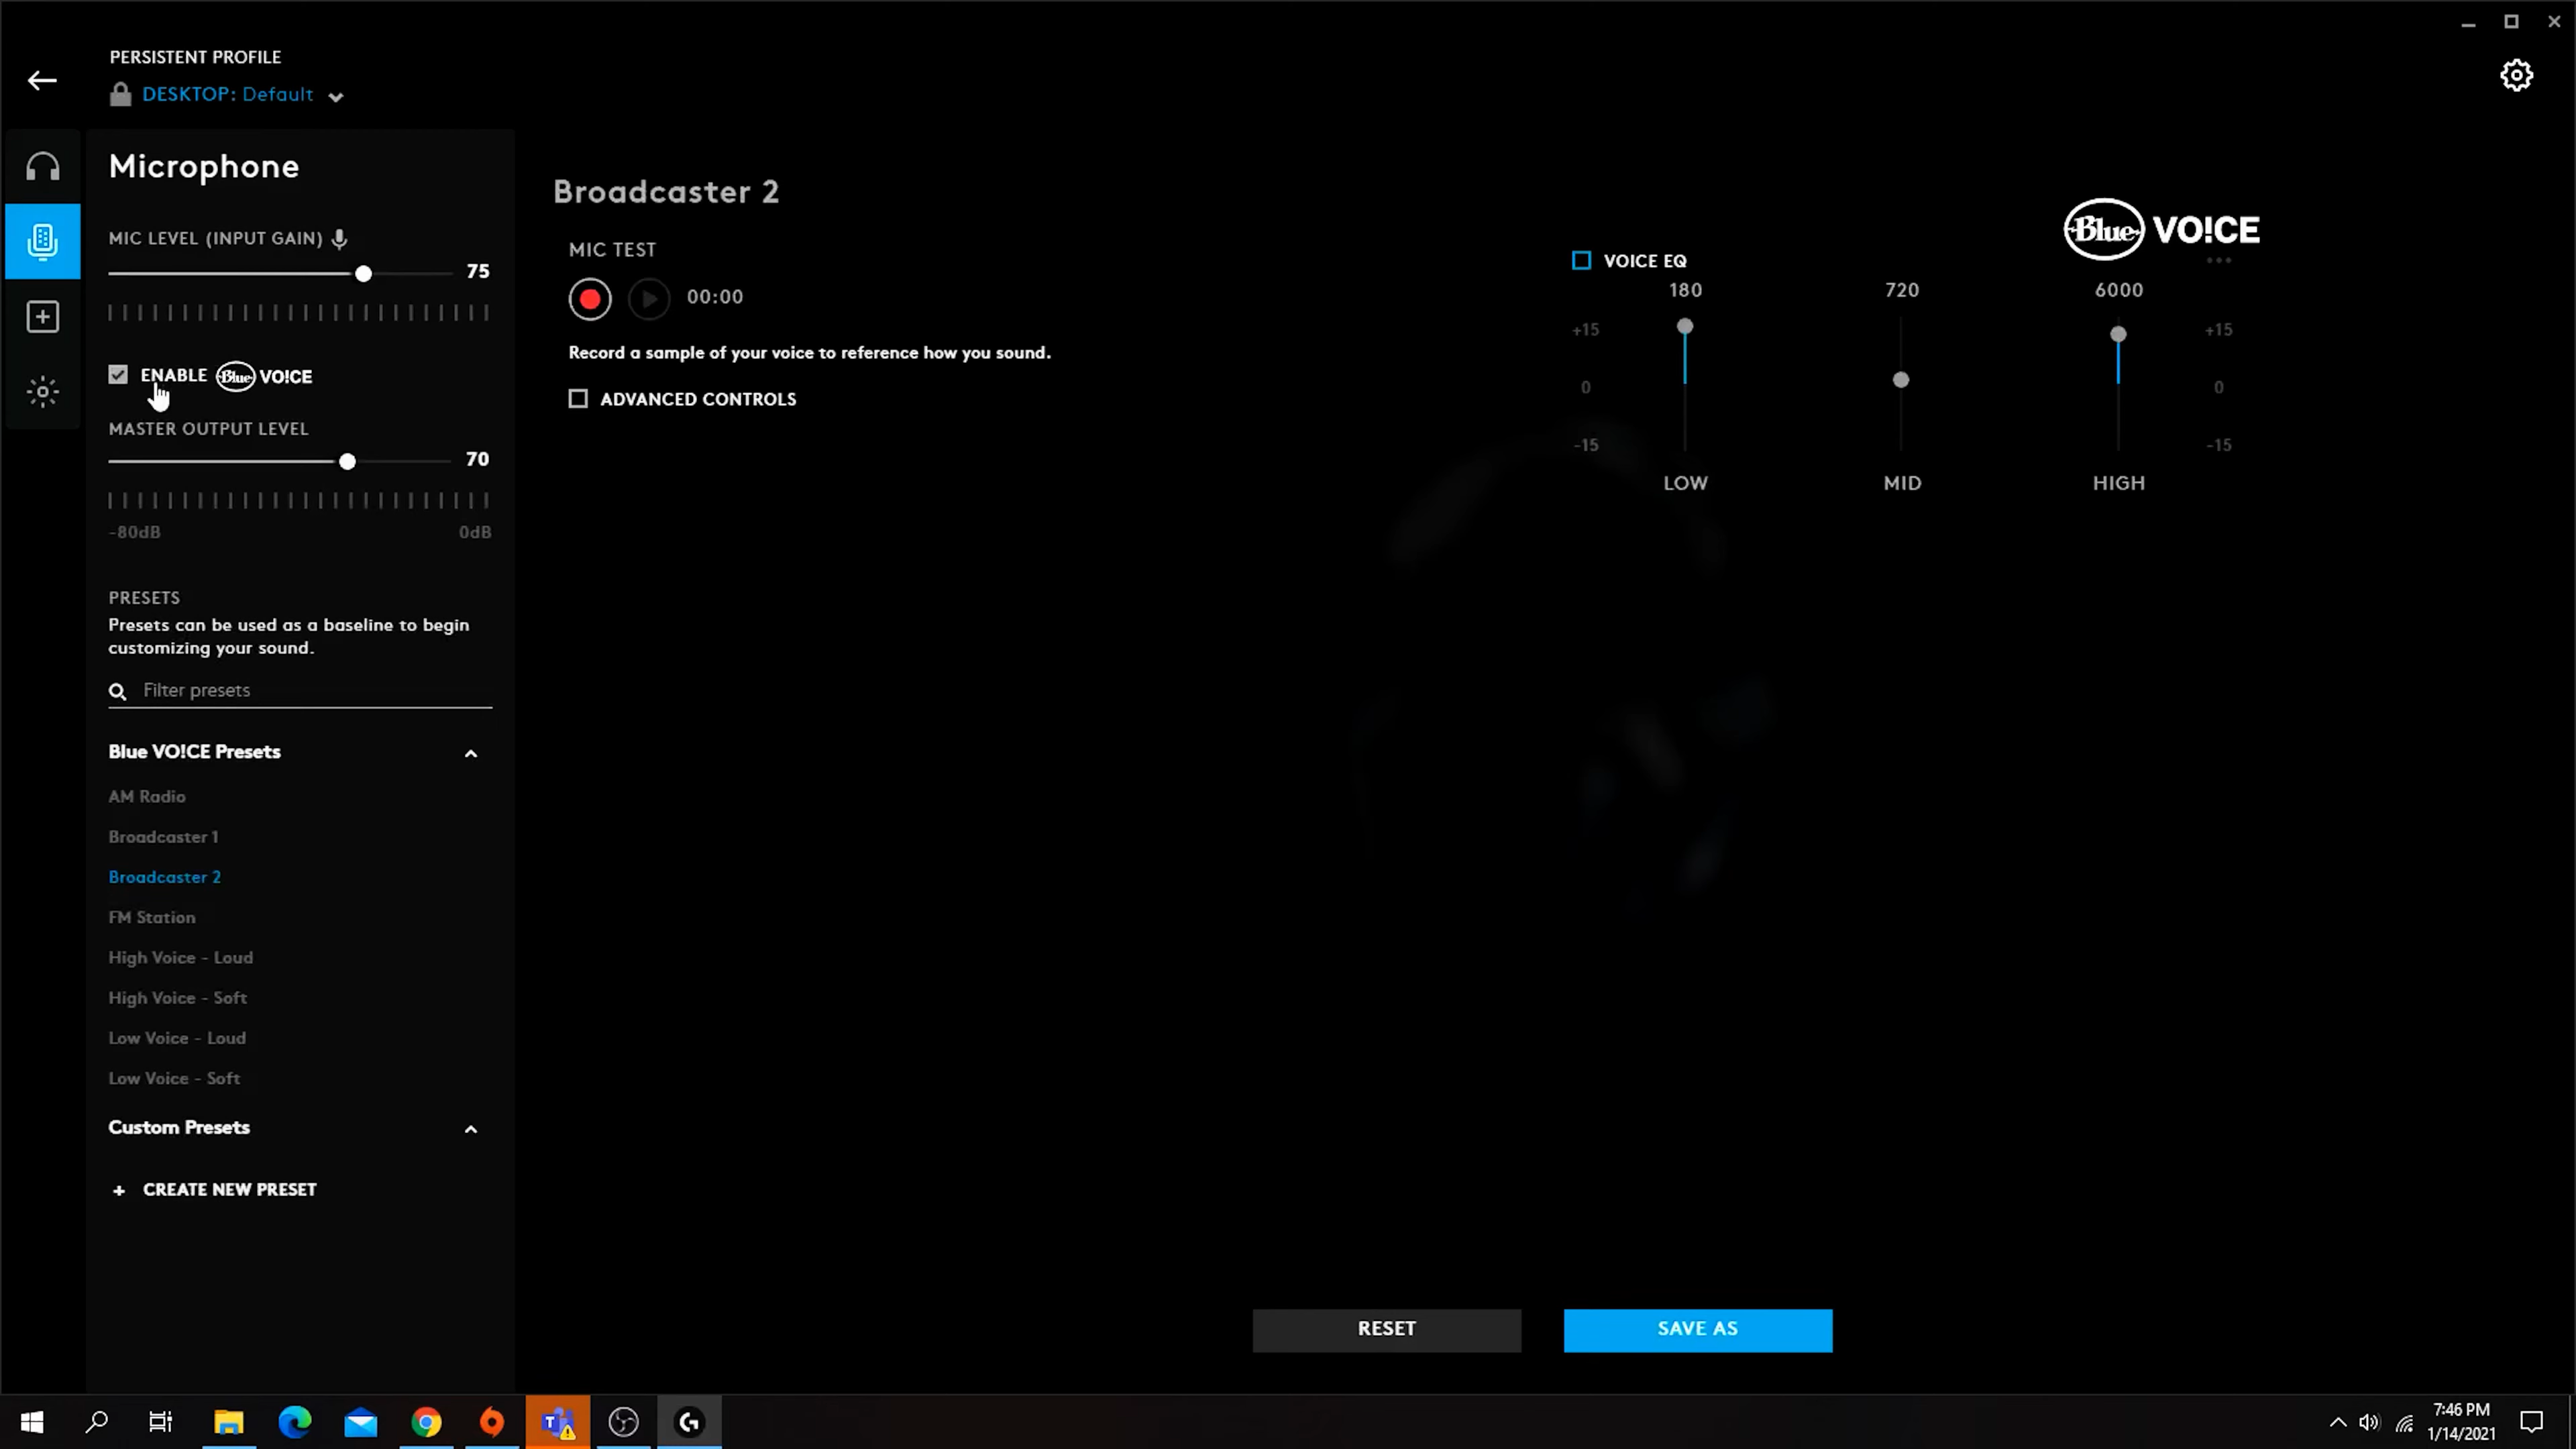 PERSISTENT PROFILE
DESKTOP: Default
Microphone
MIC LEVEL (INPUT GAIN)
75
ENABLE Blue VO!CE
MASTER OUTPUT LEVEL
70
-80dB 0dB
PRESETS
Presets can be used as a baseline to begin
customizing your sound.
Filter presets
Blue VO!CE Presets
AM Radio
Broadcaster 1
Broadcaster 2
FM Station
High Voice - Loud
High Voice - Soft
Low Voice - Loud
Low Voice - Soft
Custom Presets
+ CREATE NEW PRESET
Broadcaster 2
MIC TEST
00:00
Record a sample of your voice to reference how you sound.
ADVANCED CONTROLS
Blue VO!CE
VOICE EQ
180 720 6000
+15 +15
0 0
-15 -15
LOW MID HIGH
RESET
SAVE AS
7:46 PM
1/14/2021